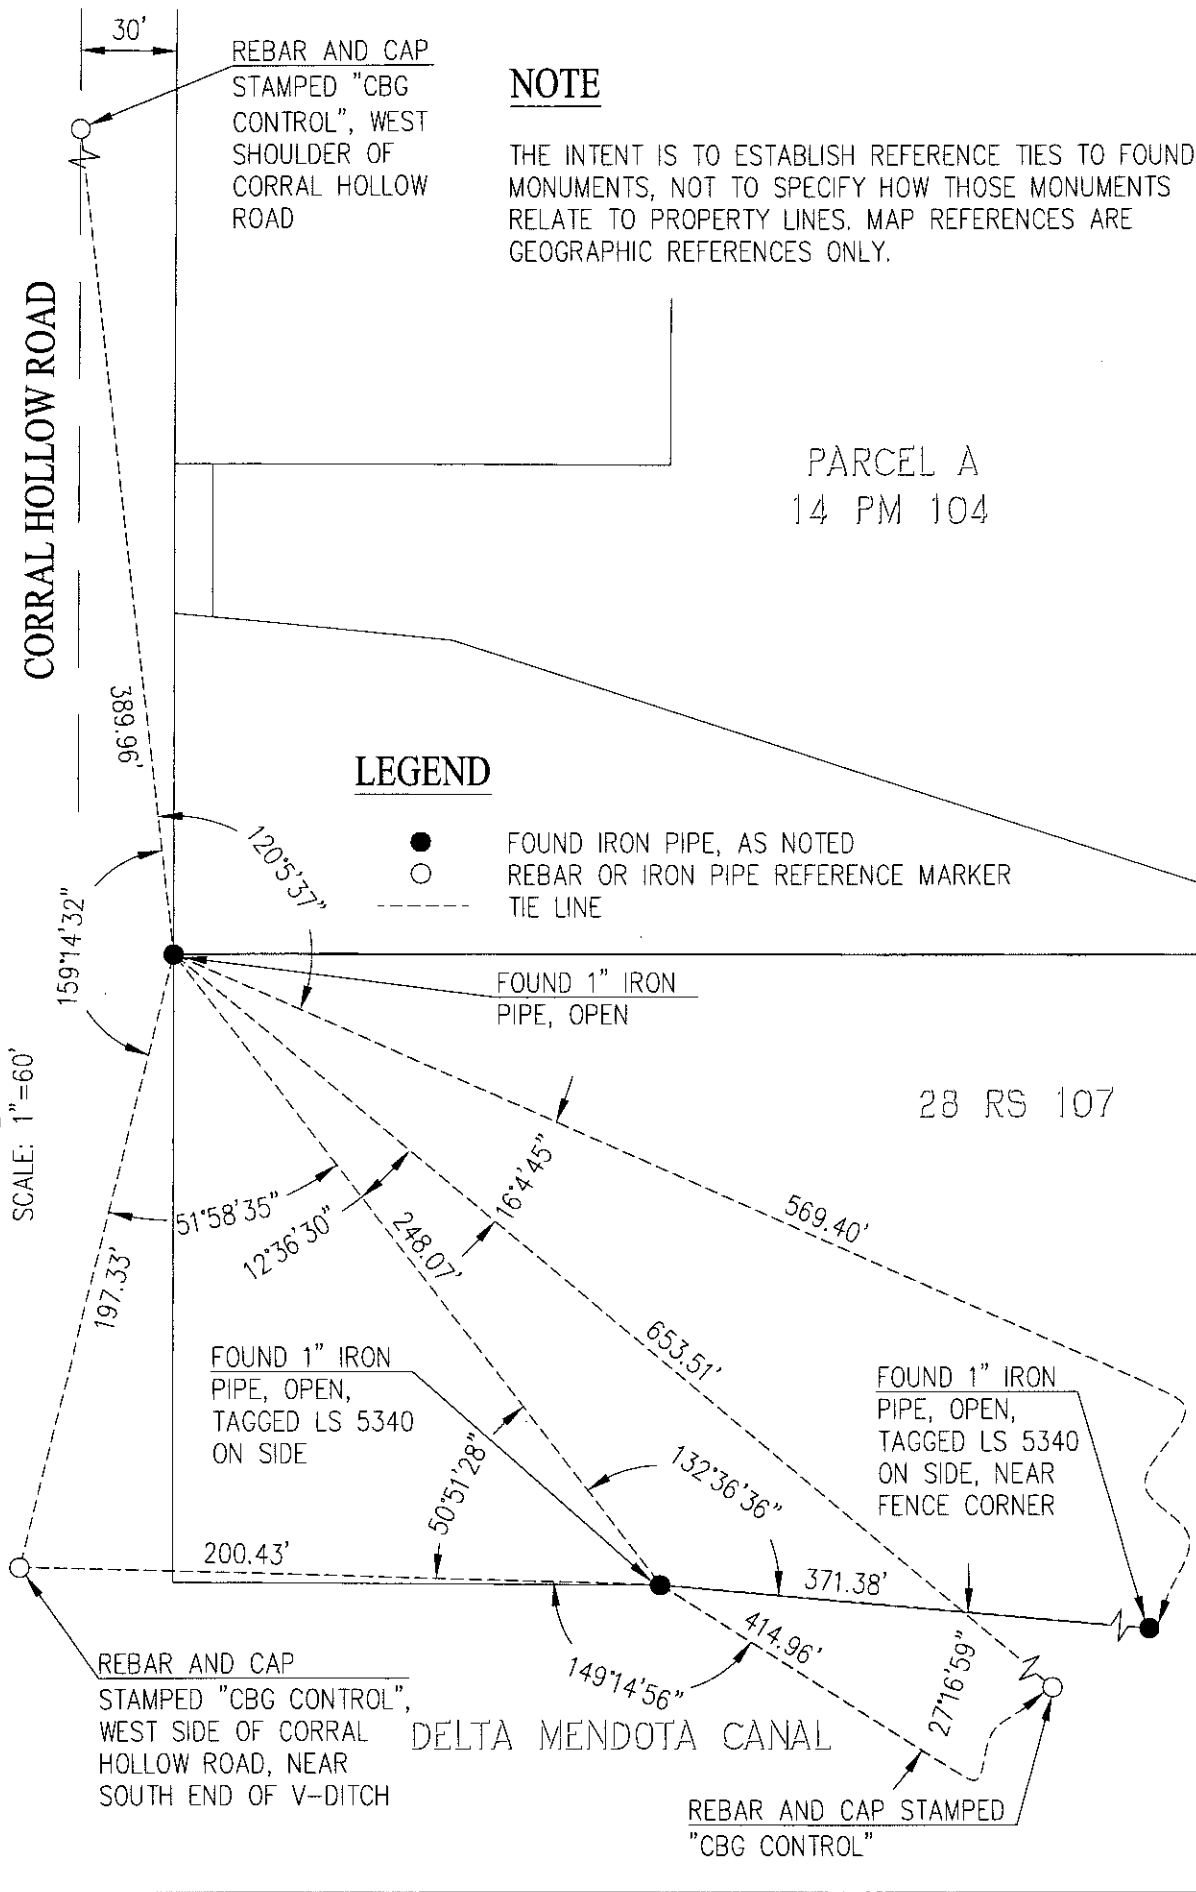 30'
REBAR AND CAP
STAMPED "CBG
CONTROL", WEST
SHOULDER OF
CORRAL HOLLOW
ROAD
NOTE
THE INTENT IS TO ESTABLISH REFERENCE TIES TO FOUND
MONUMENTS, NOT TO SPECIFY HOW THOSE MONUMENTS
RELATE TO PROPERTY LINES. MAP REFERENCES ARE
GEOGRAPHIC REFERENCES ONLY.
CORRAL HOLLOW ROAD
PARCEL A
14 PM 104
389.96'
LEGEND
FOUND IRON PIPE, AS NOTED
REBAR OR IRON PIPE REFERENCE MARKER
TIE LINE
120°5'37"
159°14'32"
FOUND 1" IRON
PIPE, OPEN
SCALE: 1"=60'
28 RS 107
16°4'45"
51°58'35"
12°36'30"
248.07'
569.40'
197.33'
653.51'
FOUND 1" IRON
PIPE, OPEN,
TAGGED LS 5340
ON SIDE
FOUND 1" IRON
PIPE, OPEN,
TAGGED LS 5340
ON SIDE, NEAR
FENCE CORNER
50°51'28"
132°36'36"
200.43'
371.38'
414.96'
149°14'56"
27°16'59"
REBAR AND CAP
STAMPED "CBG CONTROL",
WEST SIDE OF CORRAL
HOLLOW ROAD, NEAR
SOUTH END OF V-DITCH
DELTA MENDOTA CANAL
REBAR AND CAP STAMPED
"CBG CONTROL"